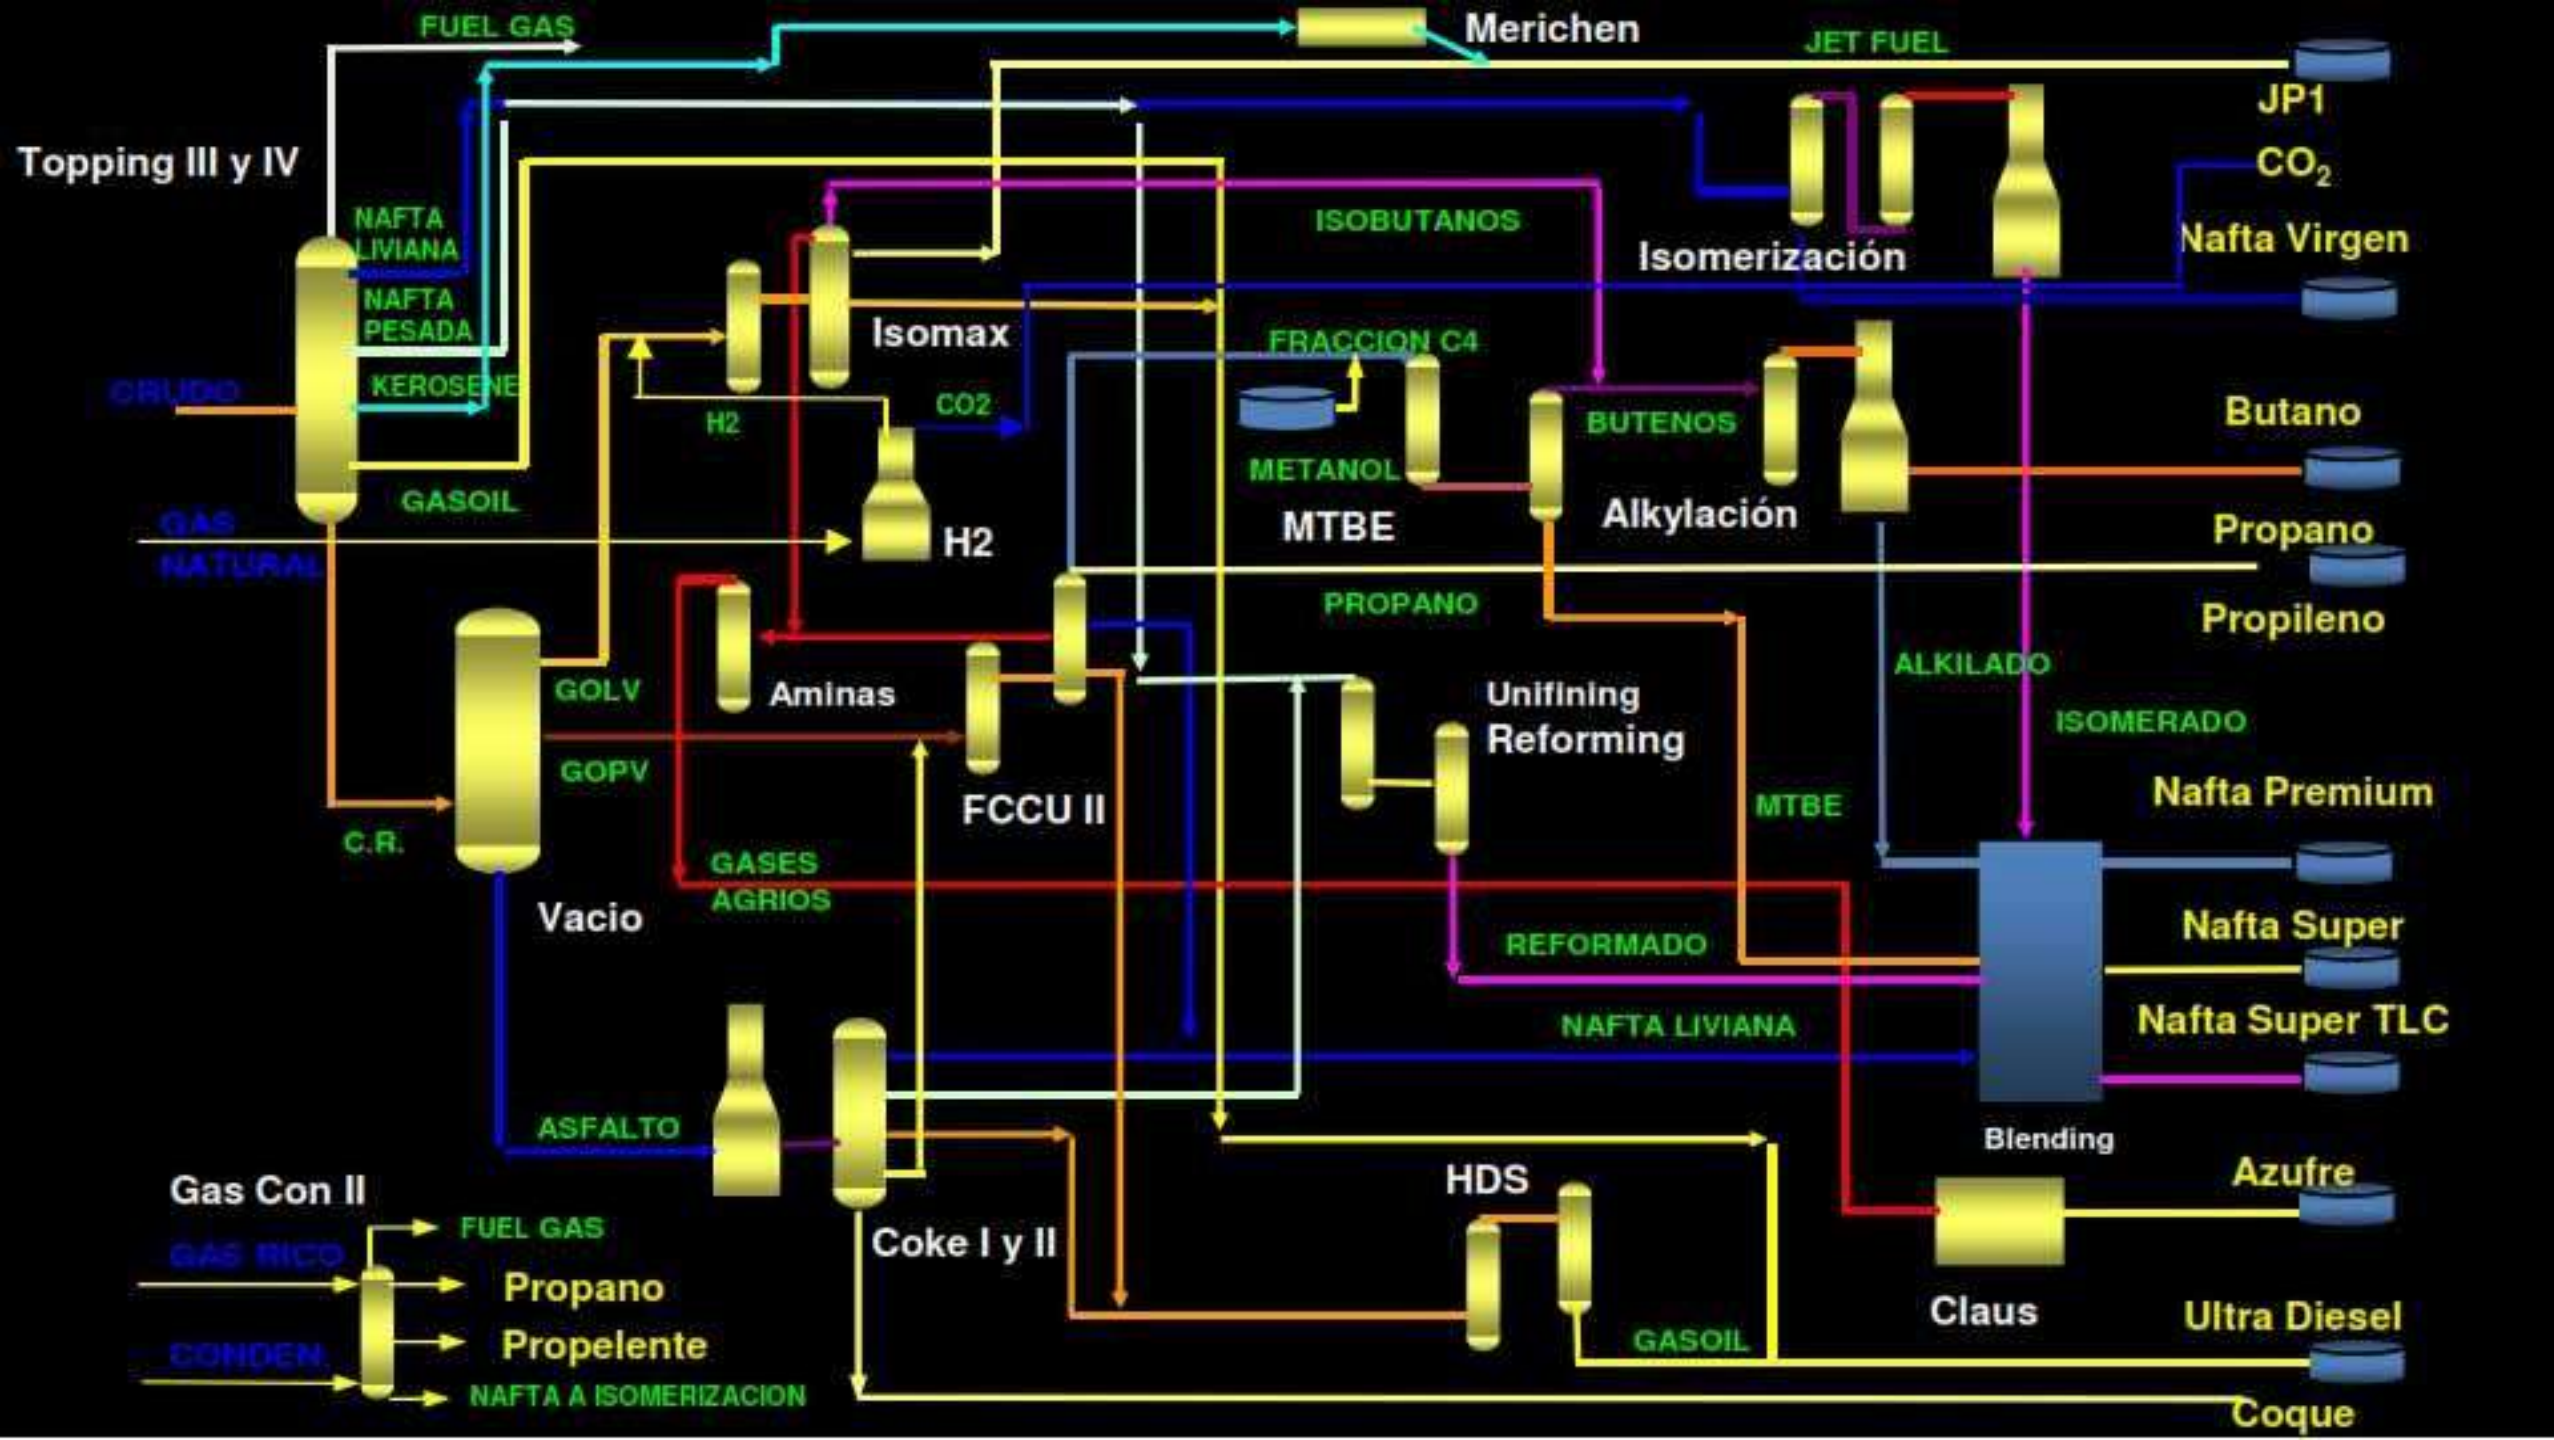 FUEL GAS
Merichen
JET FUEL
JP1
Topping III y IV
CO2
NAFTA
LIVIANA
ISOBUTANOS
Nafta Virgen
Isomerización
NAFTA
PESADA
Isomax
FRACCION C4
CRUDO
KEROSENE
H2
CO2
BUTENOS
Butano
METANOL
GASOIL
Alkylación
MTBE
GAS
NATURAL
H2
Propano
PROPANO
Propileno
ALKILADO
GOLV
Aminas
Unifining
Reforming
ISOMERADO
GOPV
FCCU II
MTBE
Nafta Premium
C.R.
GASES
AGRIOS
Vacio
Nafta Super
REFORMADO
NAFTA LIVIANA
Nafta Super TLC
ASFALTO
Blending
Gas Con II
HDS
Azufre
FUEL GAS
GAS RICO
Coke I y II
Propano
Claus
Ultra Diesel
Propelente
GASOIL
CONDEN.
NAFTA A ISOMERIZACION
Coque